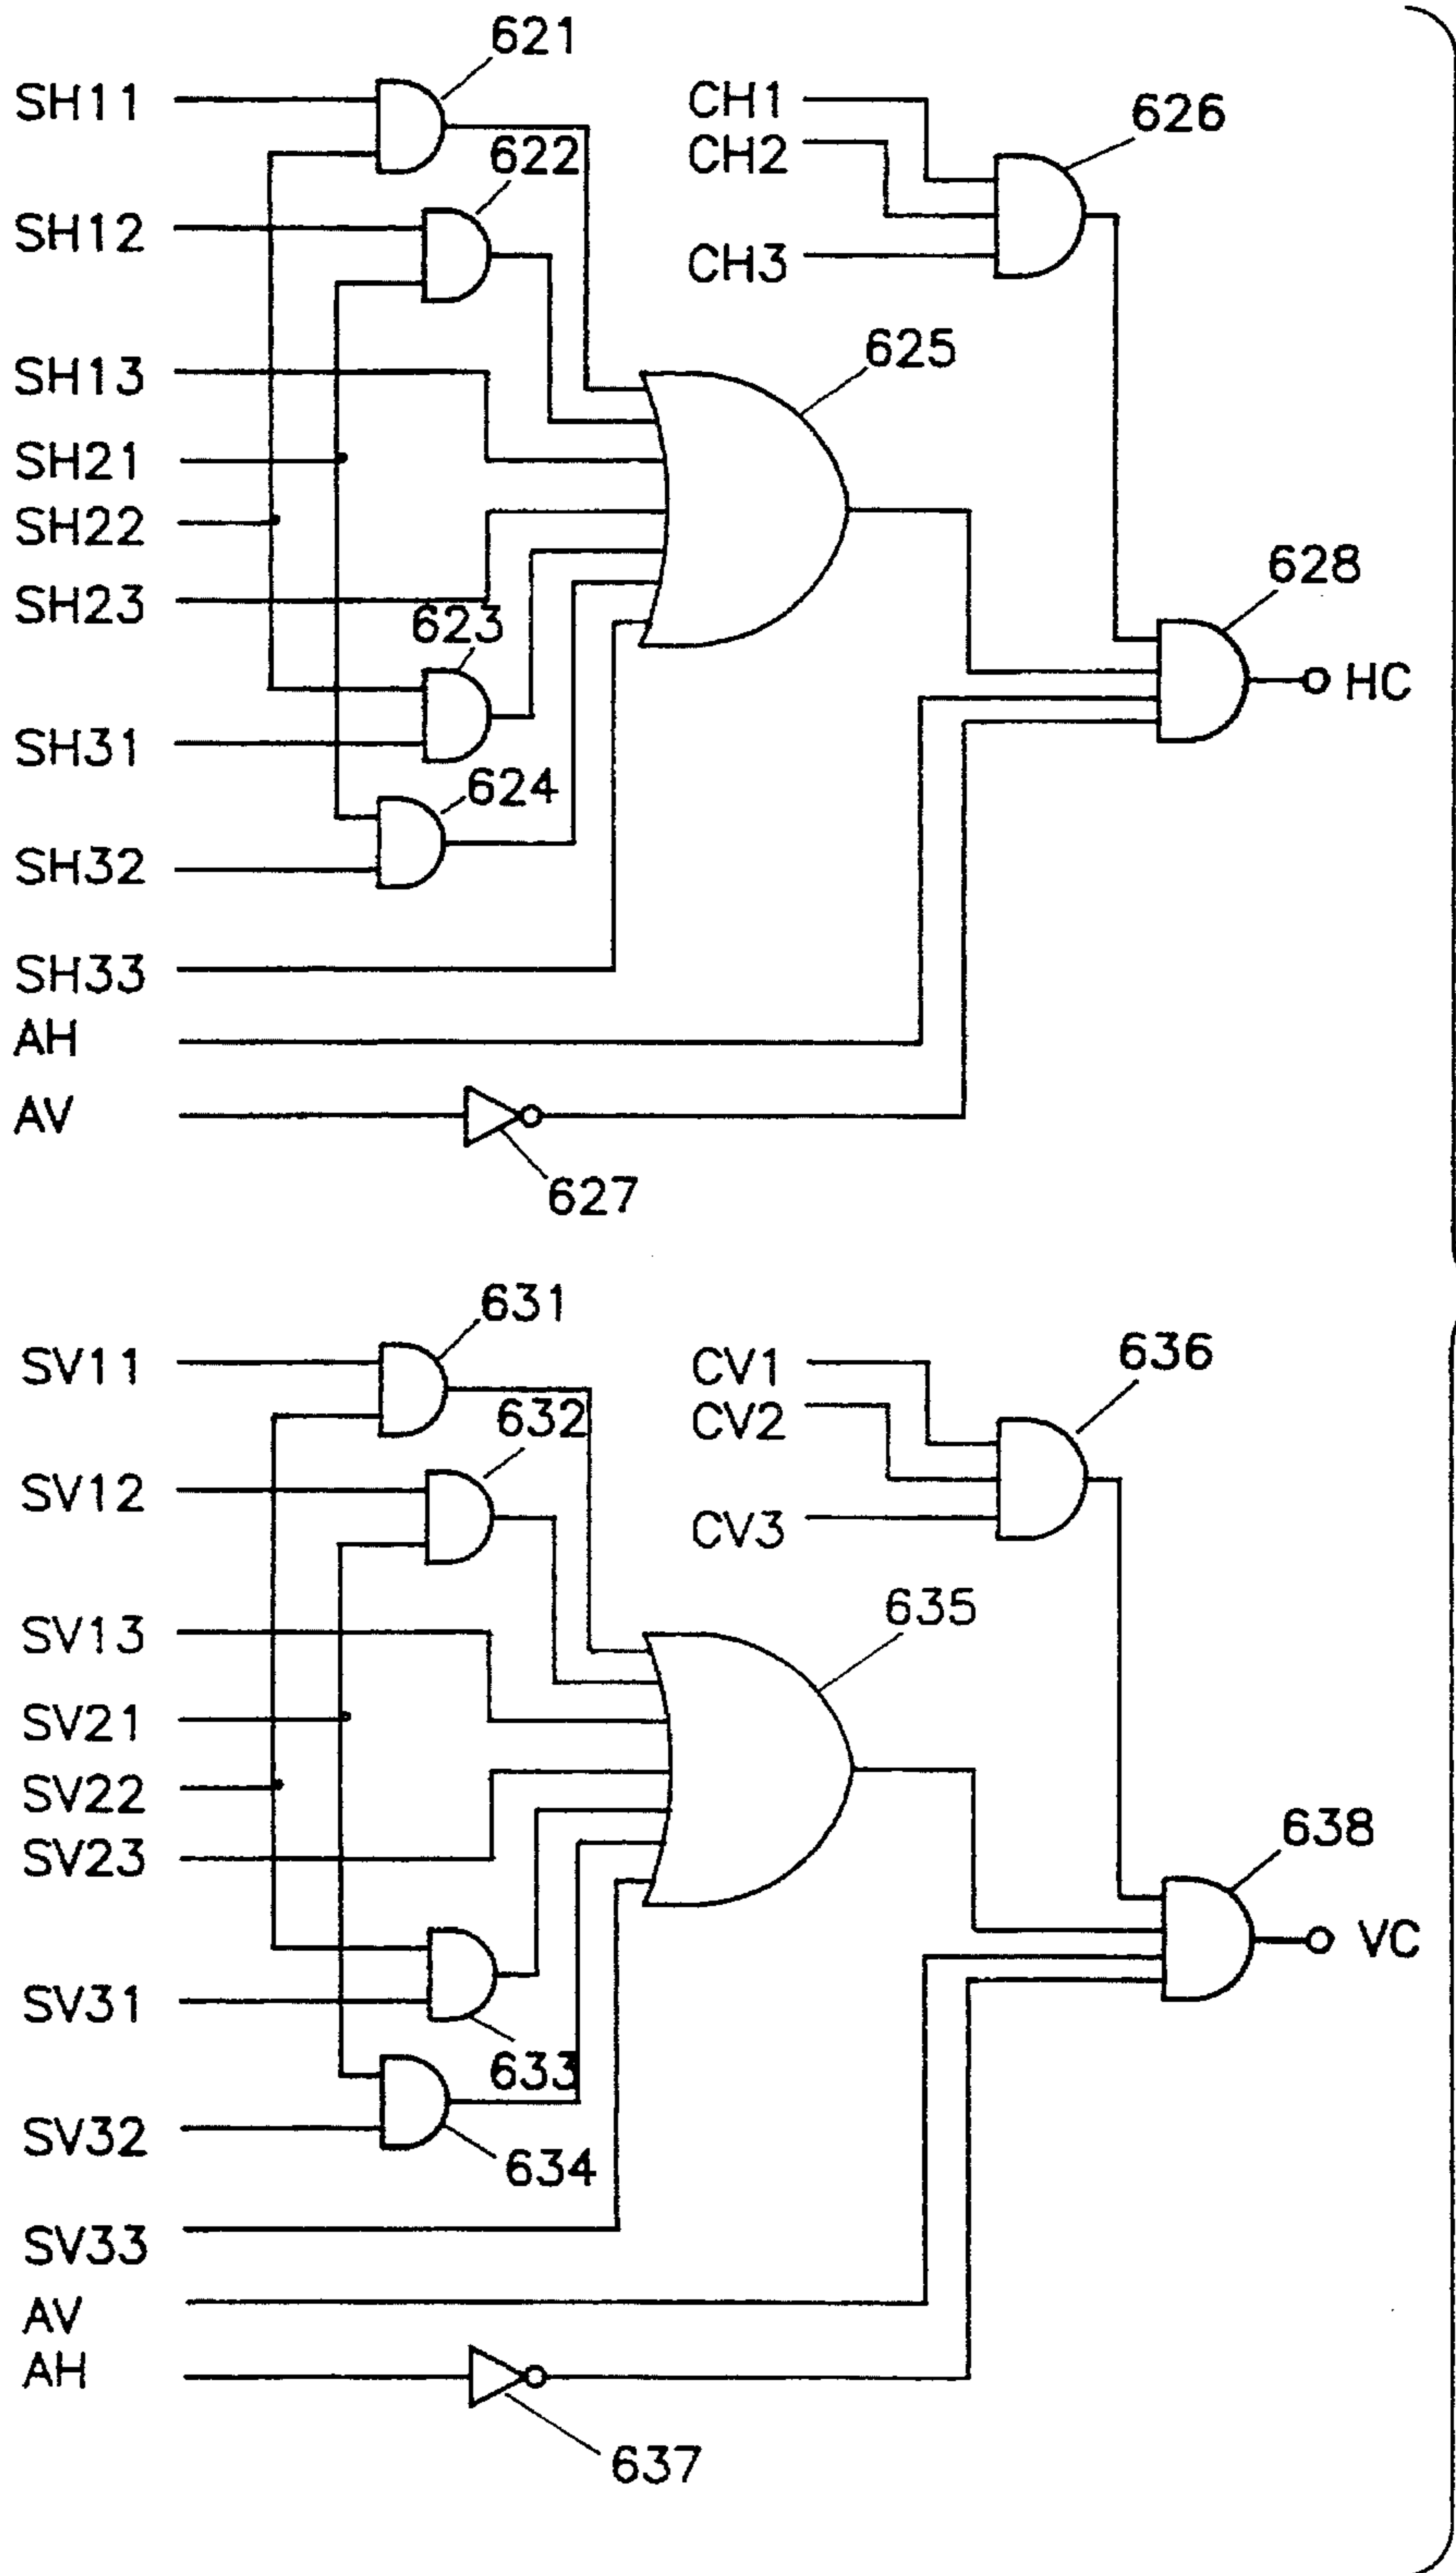 621
SH11
CH1
626
CH2
622
SH12
CH3
SH13
625
SH21
SH22
628
SH23
623
HC
SH31
624
SH32
SH33
AH
AV
627
631
SV11
CV1
636
632
CV2
SV12
CV3
SV13
635
SV21
SV22
638
SV23
VC
SV31
633
SV32
634
SV33
AV
AH
637